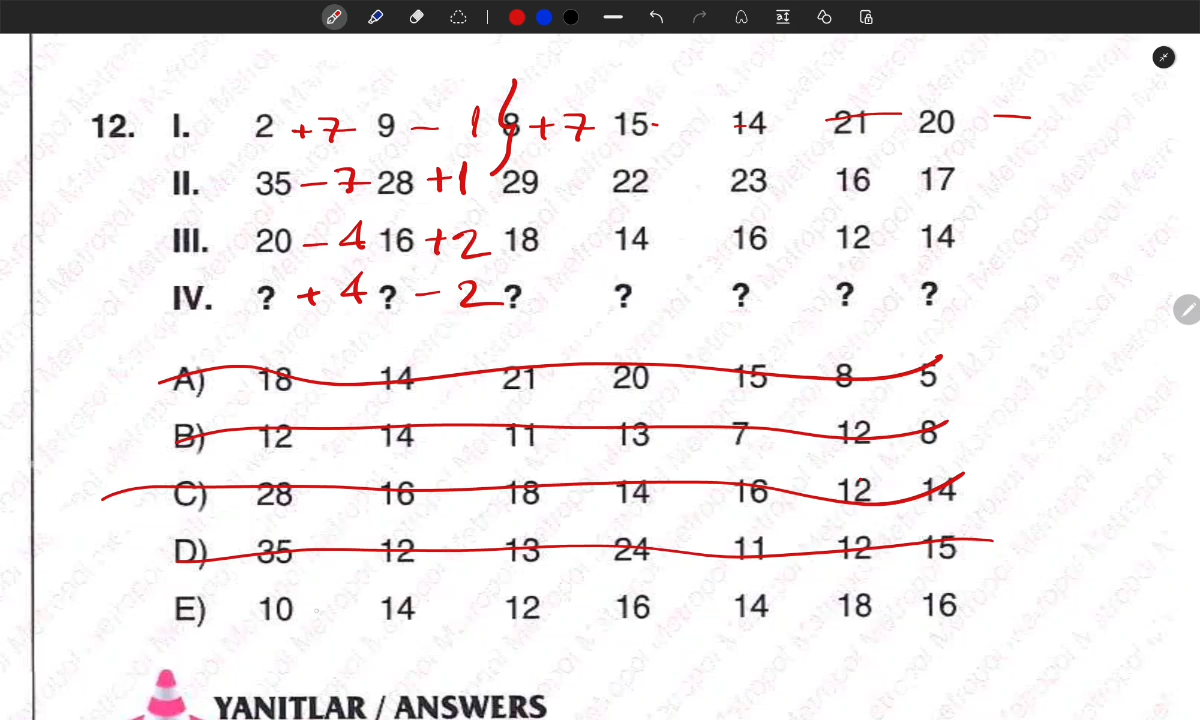 12. I. 2 +7 9 - 1 8 +7 15 - 14 21 20
II. 35 -7 28 +1 29 22 23 16 17
III. 20 -4 16 +2 18 14 16 12 14
IV. ? +4 ? -2 ? ? ? ? ?
A) 18 14 21 20 15 8 5
B) 12 14 11 13 7 12 8
C) 28 16 18 14 16 12 14
D) 35 12 13 24 11 12 15
E) 10 14 12 16 14 18 16
YANITLAR / ANSWERS